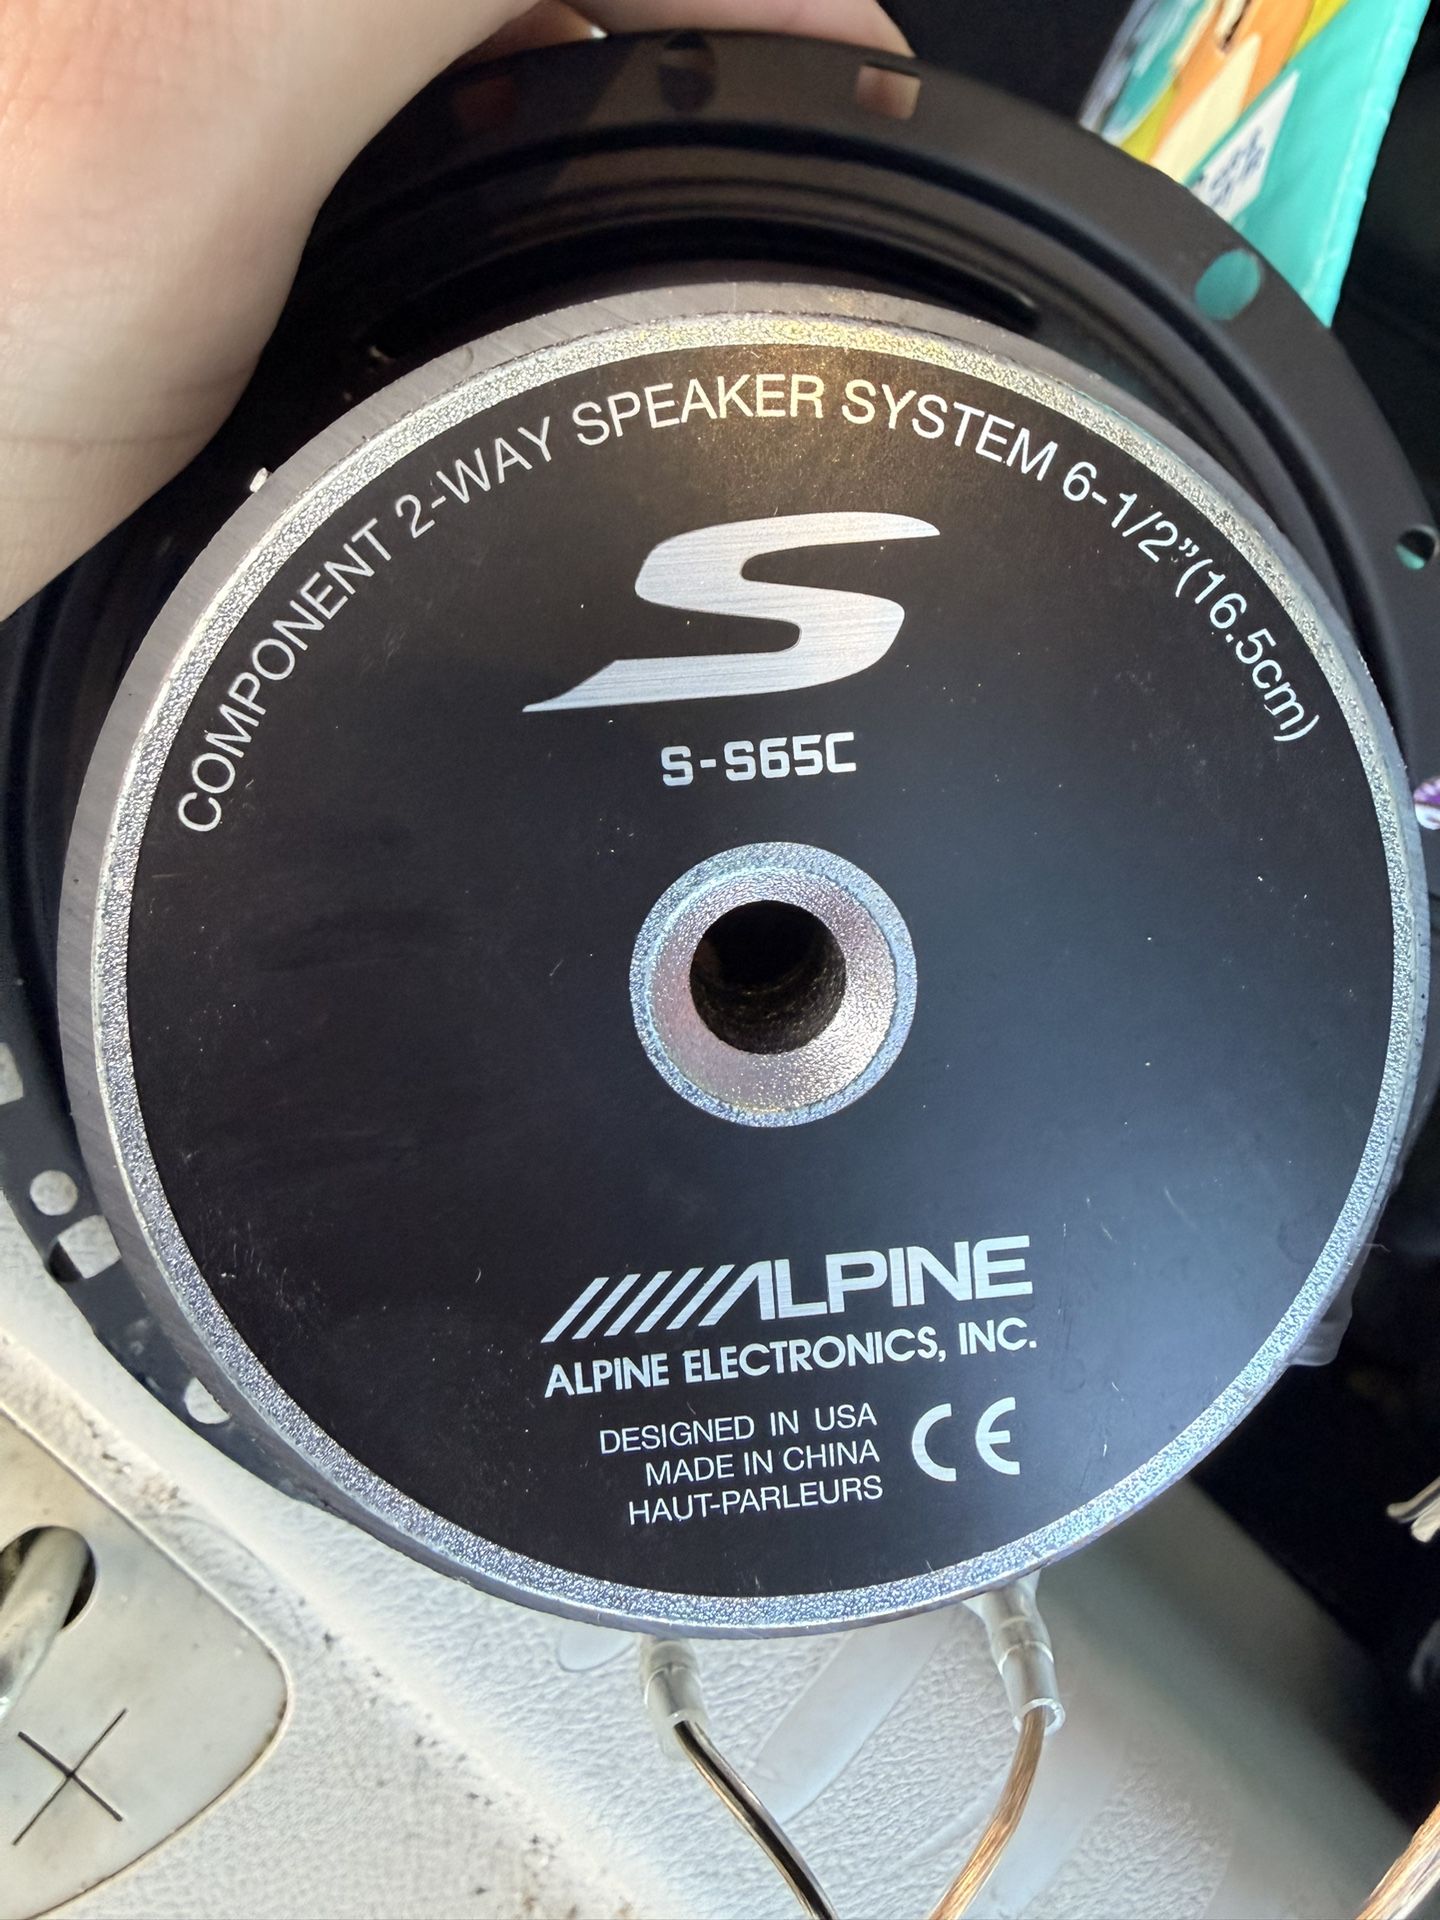 COMPONENT 2-WAY SPEAKER SYSTEM 6-1/2”(16.5cm)
S
S-S65C
ALPINE
ALPINE ELECTRONICS, INC.
DESIGNED IN USA
MADE IN CHINA
HAUT-PARLEURS
CE